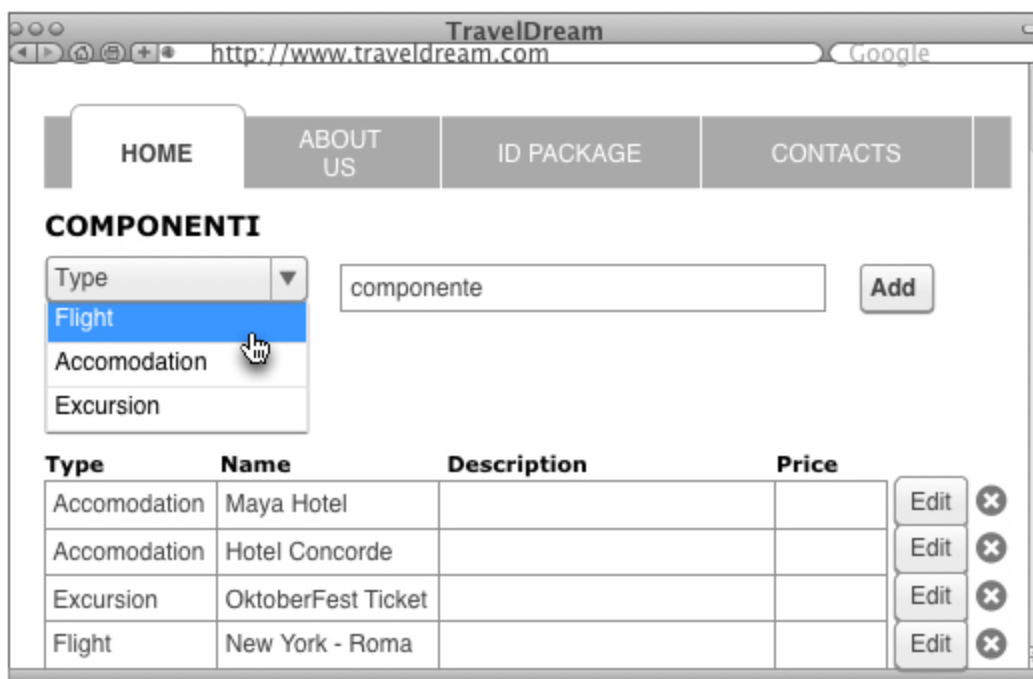 TravelDream
http://www.traveldream.com
Google
HOME
ABOUT
US
ID PACKAGE
CONTACTS
COMPONENTI
Type
componente
Add
Flight
Accomodation
Excursion
Type Name Description Price
Accomodation Maya Hotel Edit
Accomodation Hotel Concorde Edit
Excursion OktoberFest Ticket Edit
Flight New York - Roma Edit